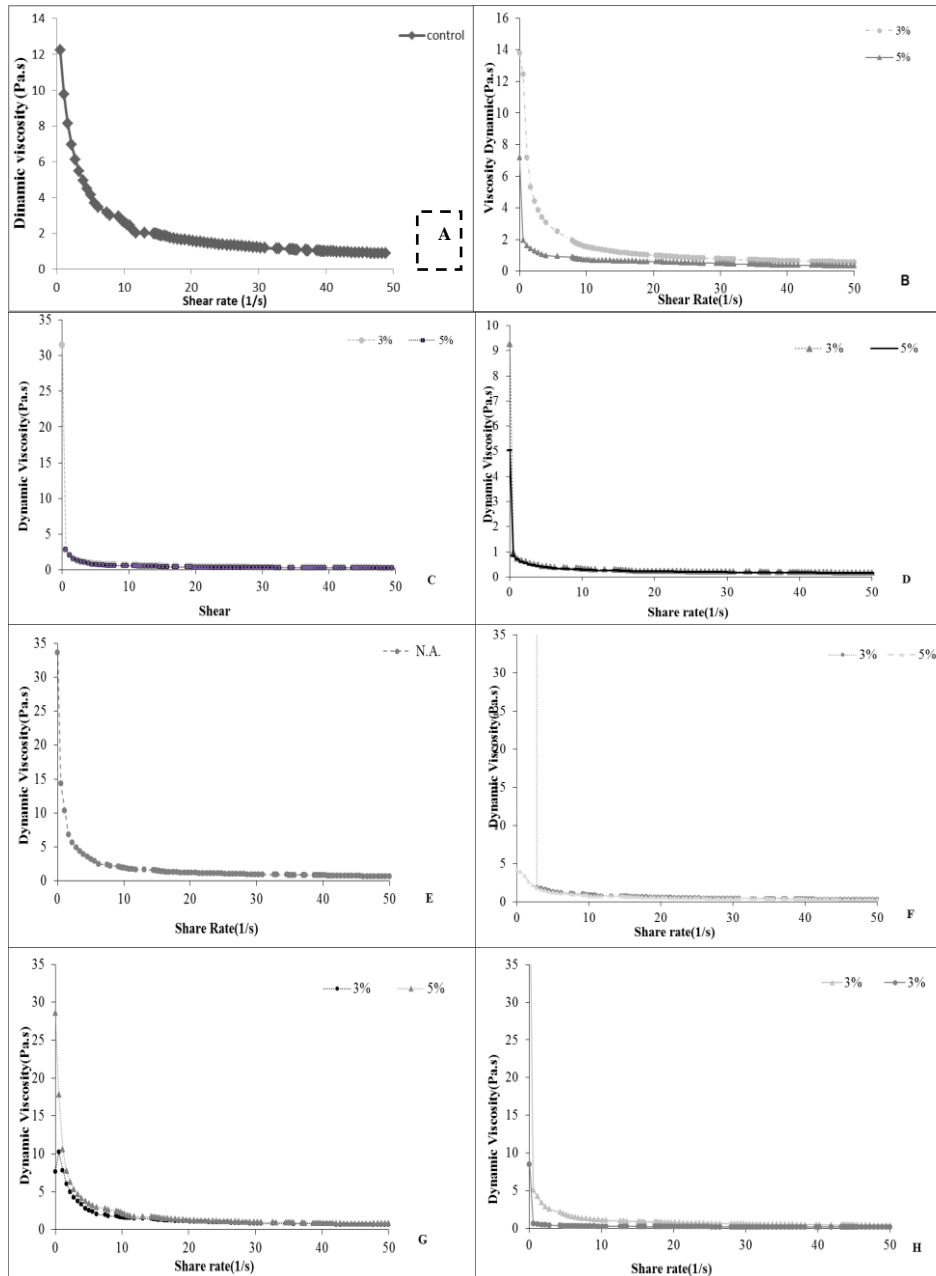 14
12
10
8
6
4
2
0
0 10 20 30 40 50
Dinamic viscosity (Pa.s)
Shear rate (1/s)
control
A
16
14
12
10
8
6
4
2
0
0 10 20 30 40 50
Viscosity Dynamic(Pa.s)
Shear Rate(1/s)
3%
5%
B
35
30
25
20
15
10
5
0
0 10 20 30 40 50
Dynamic Viscosity(Pa.s)
Shear
3% 5%
C
10
9
8
7
6
5
4
3
2
1
0
0 10 20 30 40 50
Dynamic Viscosity(Pa.s)
Share rate(1/s)
3% 5%
D
35
30
25
20
15
10
5
0
0 10 20 30 40 50
Dynamic Viscosity(Pa.s)
Share Rate(1/s)
N.A.
E
35
30
25
20
15
10
5
0
0 10 20 30 40 50
Dynamic Viscosity(Pa.s)
Share rate(1/s)
3% 5%
F
35
30
25
20
15
10
5
0
0 10 20 30 40 50
Dynamic Viscosity(Pa.s)
Share rate(1/s)
3% 5%
G
35
30
25
20
15
10
5
0
0 10 20 30 40 50
Dynamic Viscosity(Pa.s)
Share rate(1/s)
3% 3%
H